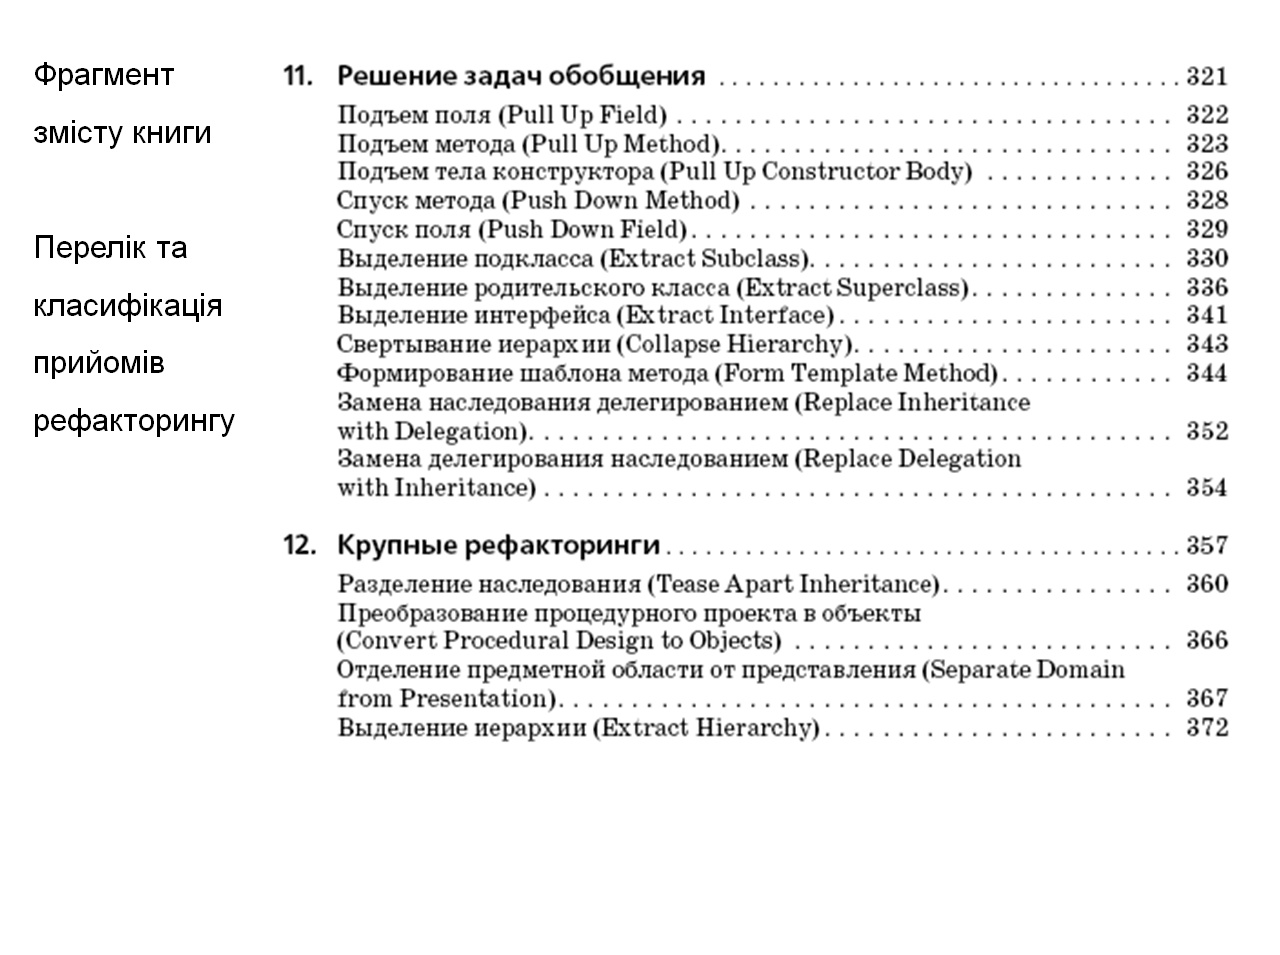 Фрагмент
змісту книги
Перелік та
класифікація
прийомів
рефакторингу
11. Решение задач обобщения . . . . . . . . . . . . . . . . . . . . . . . . . . . . . . . . . . . 321
Подъем поля (Pull Up Field) . . . . . . . . . . . . . . . . . . . . . . . . . . . . . . . . . . 322
Подъем метода (Pull Up Method). . . . . . . . . . . . . . . . . . . . . . . . . . . . . . . 323
Подъем тела конструктора (Pull Up Constructor Body) . . . . . . . . . . . . . 326
Спуск метода (Push Down Method) . . . . . . . . . . . . . . . . . . . . . . . . . . . . . 328
Спуск поля (Push Down Field). . . . . . . . . . . . . . . . . . . . . . . . . . . . . . . . . 329
Выделение подкласса (Extract Subclass). . . . . . . . . . . . . . . . . . . . . . . . . 330
Выделение родительского класса (Extract Superclass). . . . . . . . . . . . . . 336
Выделение интерфейса (Extract Interface) . . . . . . . . . . . . . . . . . . . . . . . 341
Свертывание иерархии (Collapse Hierarchy). . . . . . . . . . . . . . . . . . . . . . 343
Формирование шаблона метода (Form Template Method) . . . . . . . . . . . . 344
Замена наследования делегированием (Replace Inheritance
with Delegation). . . . . . . . . . . . . . . . . . . . . . . . . . . . . . . . . . . . . . . . . . . . 352
Замена делегирования наследованием (Replace Delegation
with Inheritance) . . . . . . . . . . . . . . . . . . . . . . . . . . . . . . . . . . . . . . . . . . . 354
12. Крупные рефакторинги . . . . . . . . . . . . . . . . . . . . . . . . . . . . . . . . . . . . . . . 357
Разделение наследования (Tease Apart Inheritance). . . . . . . . . . . . . . . . 360
Преобразование процедурного проекта в объекты
(Convert Procedural Design to Objects) . . . . . . . . . . . . . . . . . . . . . . . . . . 366
Отделение предметной области от представления (Separate Domain
from Presentation). . . . . . . . . . . . . . . . . . . . . . . . . . . . . . . . . . . . . . . . . . 367
Выделение иерархии (Extract Hierarchy) . . . . . . . . . . . . . . . . . . . . . . . . 372